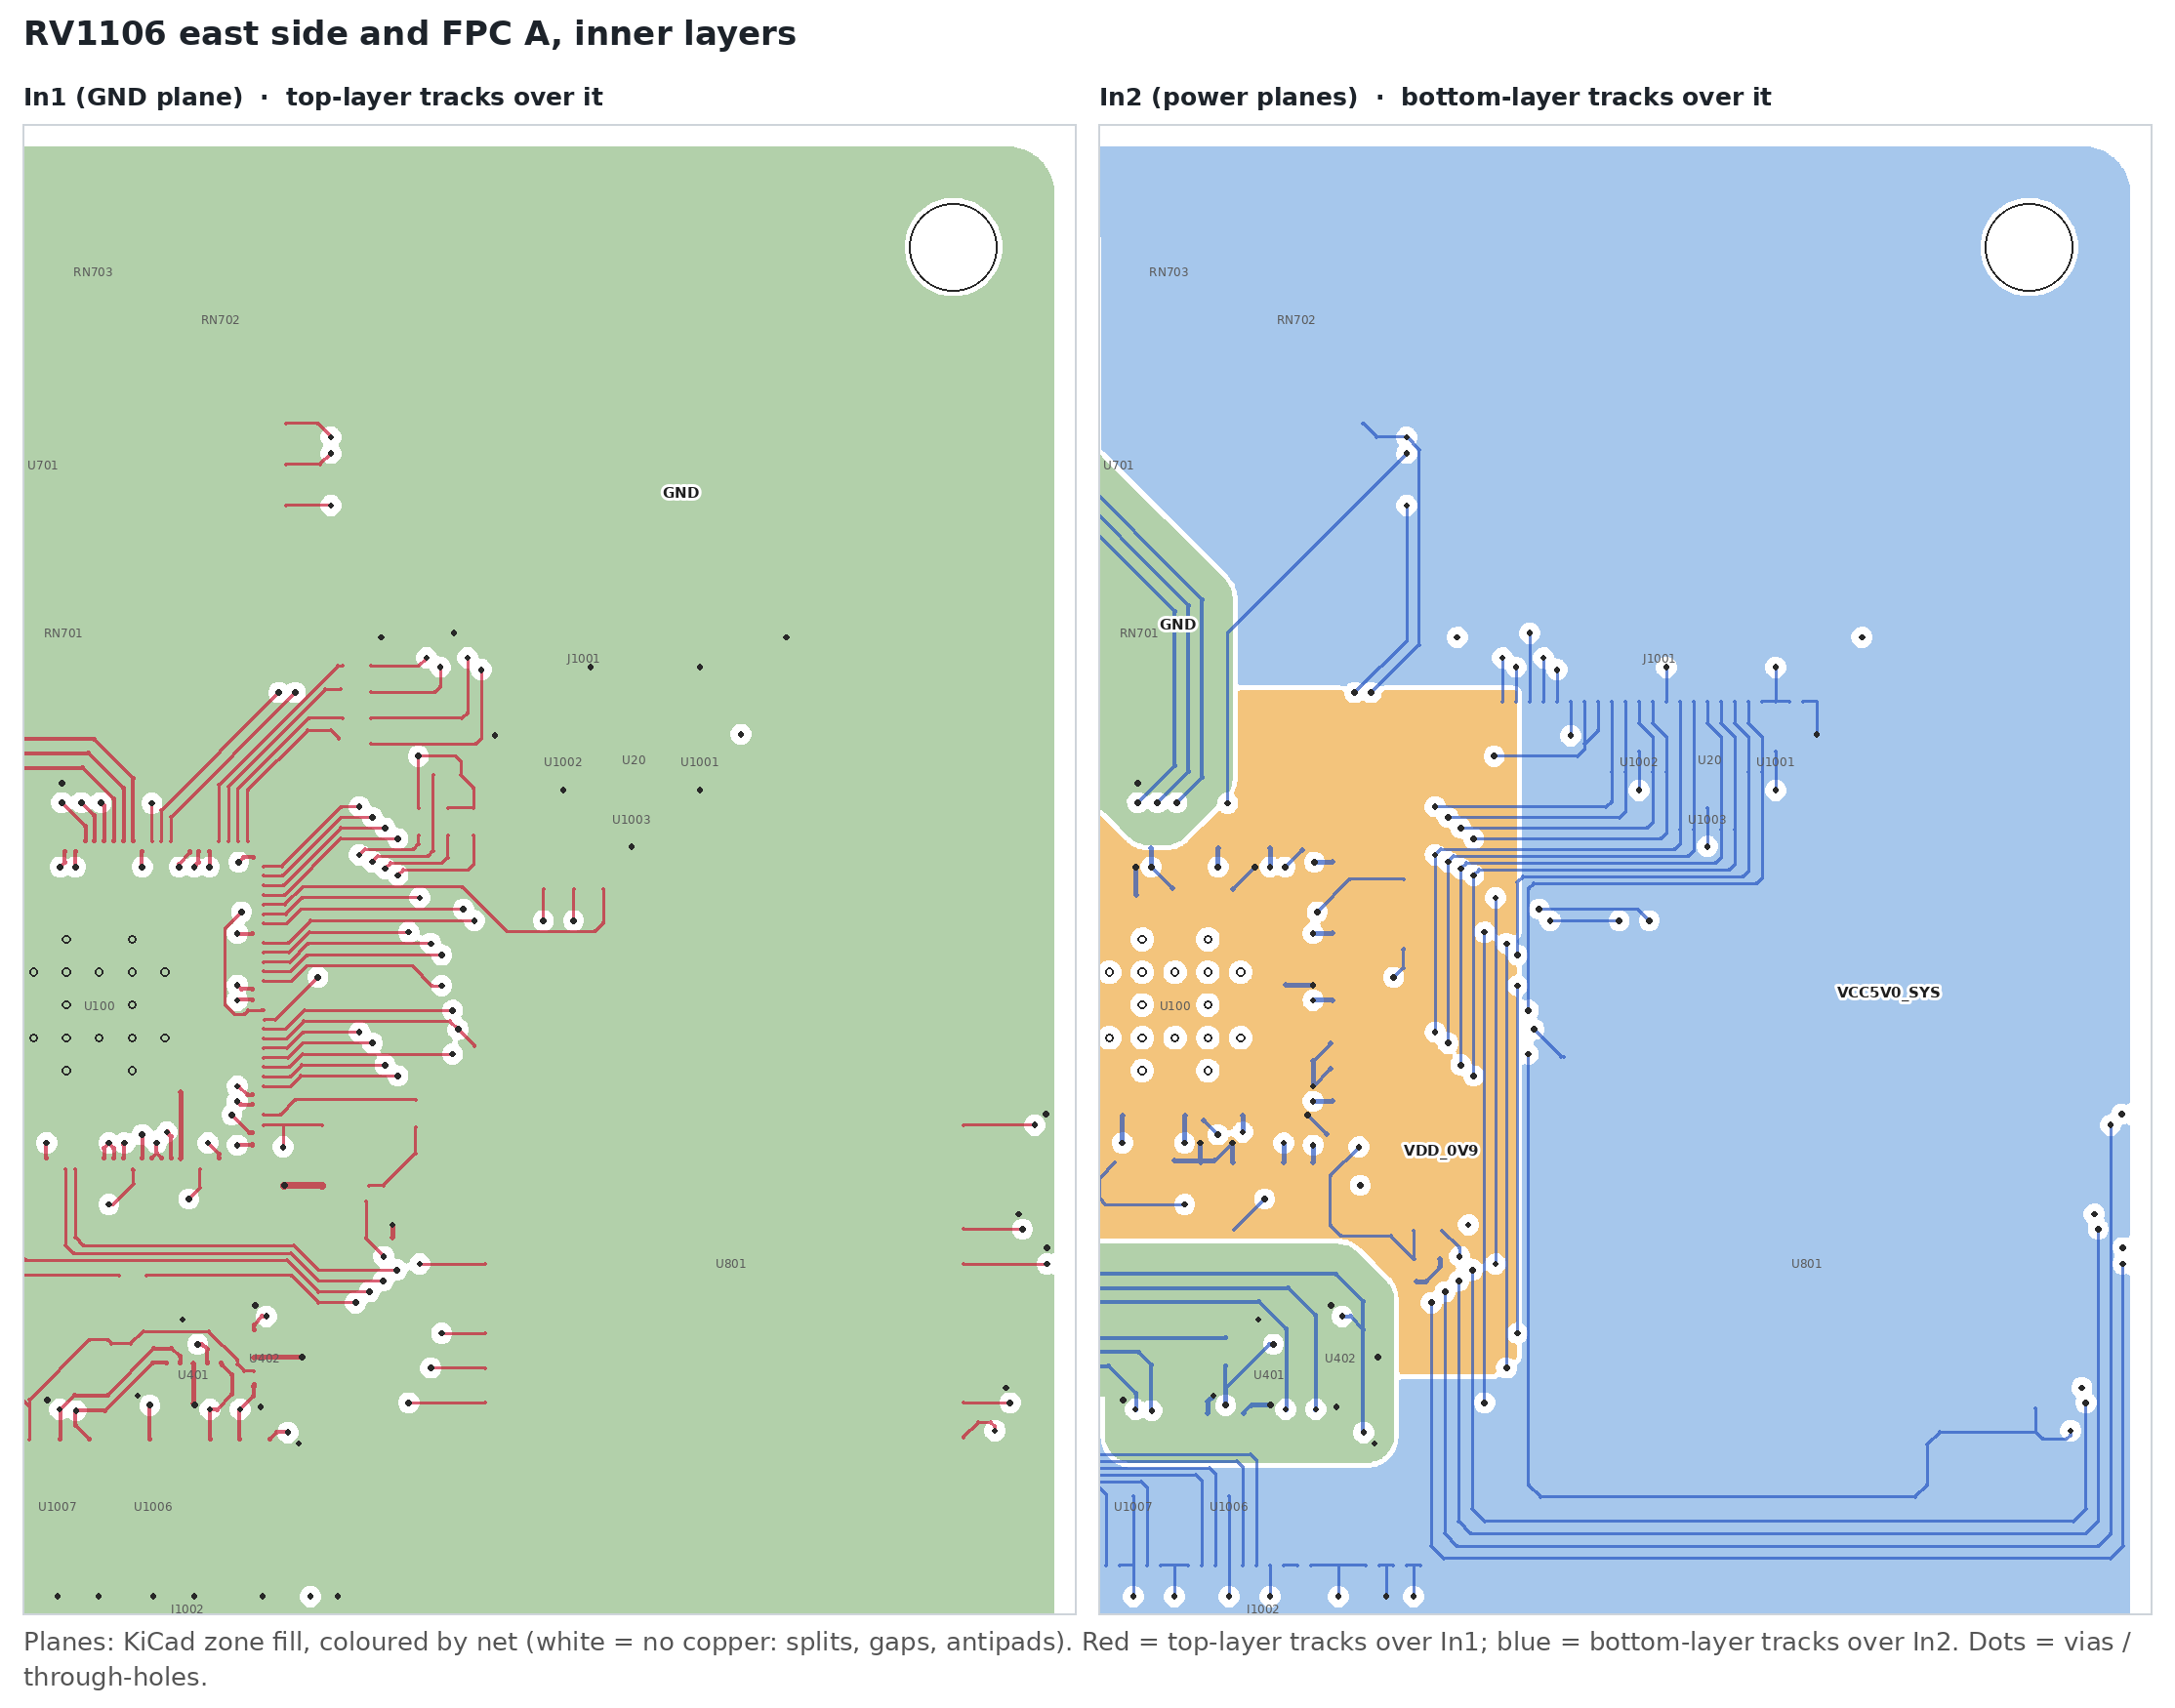 RV1106 east side and FPC A, inner layers
In1 (GND plane)  ·  top-layer tracks over it
In2 (power planes)  ·  bottom-layer tracks over it
RN703
RN702
U701
GND
RN701
J1001
U1002
U20
U1001
U1003
U100
U801
U402
U401
U1007
U1006
J1002
RN703
RN702
U701
RN701
GND
J1001
U1002
U20
U1001
U1003
VCC5V0_SYS
U100
VDD_0V9
U801
U402
U401
U1007
U1006
J1002
Planes: KiCad zone fill, coloured by net (white = no copper: splits, gaps, antipads). Red = top-layer tracks over In1; blue = bottom-layer tracks over In2. Dots = vias /
through-holes.